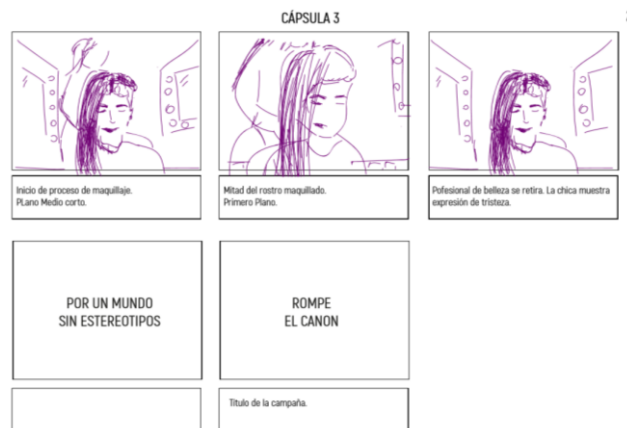 CÁPSULA 3
Inicio de proceso de maquillaje.
PLano Medio corto.
Mitad del rostro maquillado.
Primero Plano.
Pofesional de belleza se retira. La chica muestra
expresión de tristeza.
POR UN MUNDO
SIN ESTEREOTIPOS
ROMPE
EL CANON
Título de la campaña.